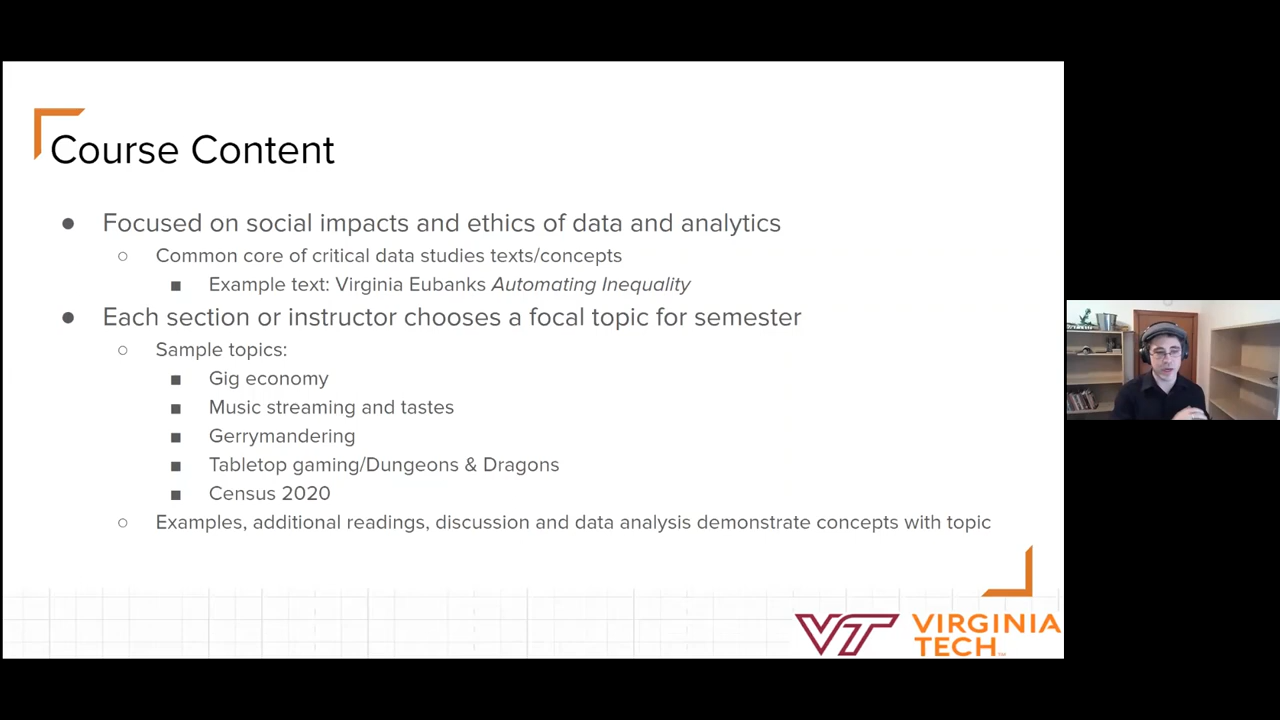 Course Content
● Focused on social impacts and ethics of data and analytics
○ Common core of critical data studies texts/concepts
■ Example text: Virginia Eubanks Automating Inequality
● Each section or instructor chooses a focal topic for semester
○ Sample topics:
■ Gig economy
■ Music streaming and tastes
■ Gerrymandering
■ Tabletop gaming/Dungeons & Dragons
■ Census 2020
○ Examples, additional readings, discussion and data analysis demonstrate concepts with topic
VT VIRGINIA
TECH™